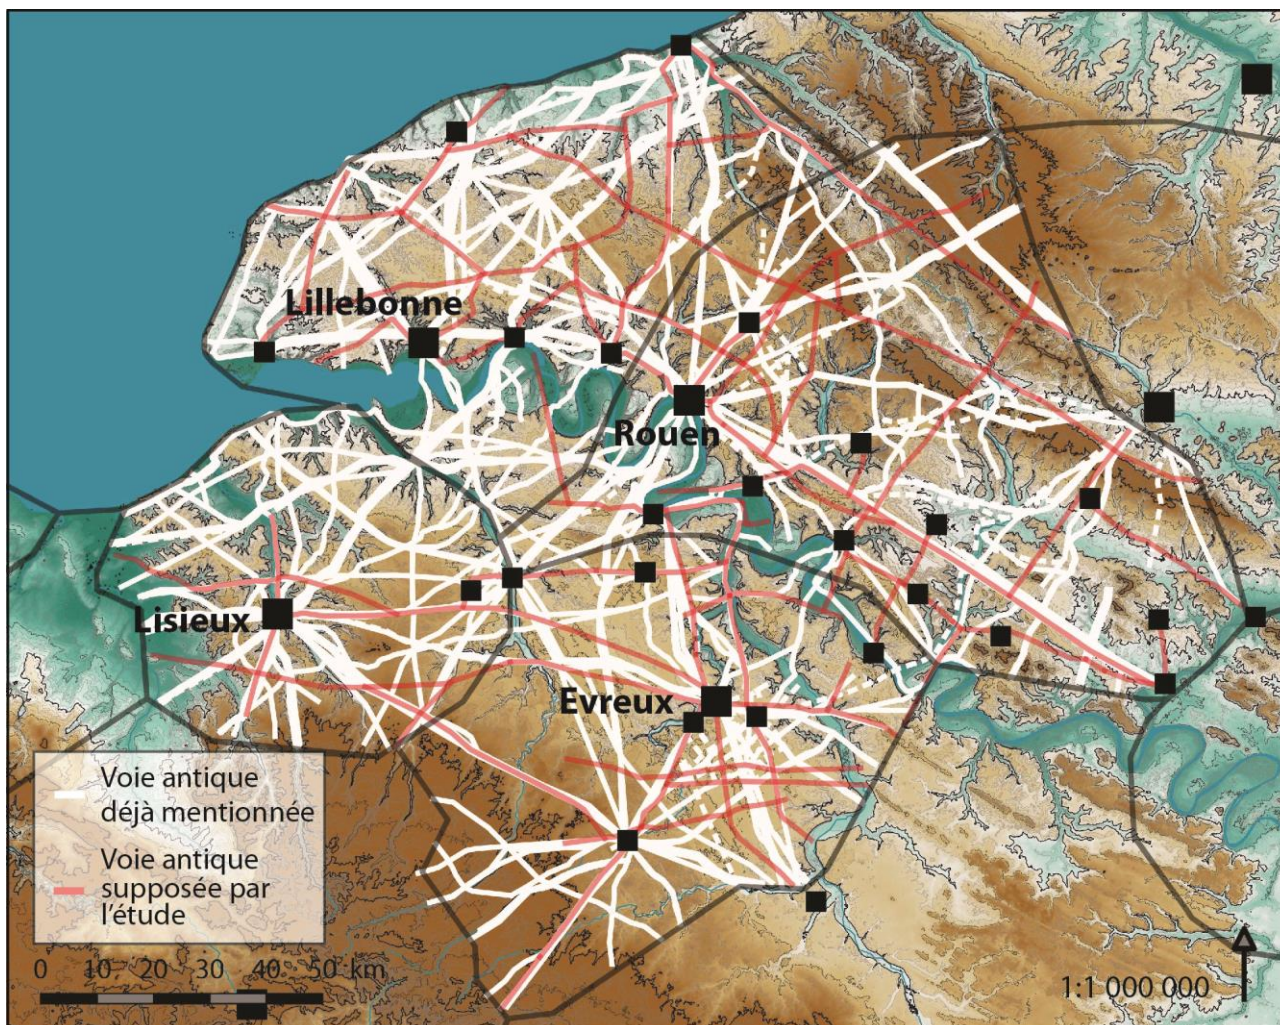 Lillebonne
Rouen
Lisieux
Evreux
Voie antique
déjà mentionnée
Voie antique
supposée par
l'étude
0 10 20 30 40 50 km
1:1 000 000